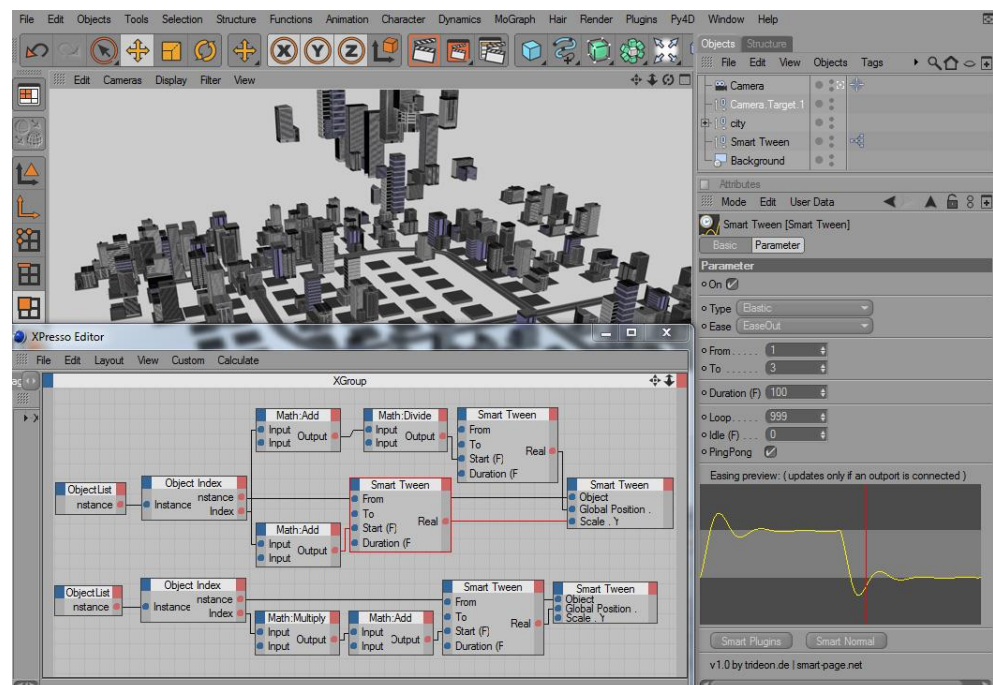 File Edit Objects Tools Selection Structure Functions Animation Character Dynamics MoGraph Hair Render Plugins Py4D Window Help
Objects Structure
File Edit View Objects Tags
Edit Cameras Display Filter View
Camera
Camera.Target.1
city
Smart Tween
Background
Attributes
Mode Edit User Data
Smart Tween [Smart Tween]
Basic Parameter
Parameter
On
Type Elastic
Ease EaseOut
From . . . . . 1
To . . . . . . 3
Duration (F) 100
Loop. . . . . 999
Idle (F) . . . 0
PingPong
Easing preview: ( updates only if an outport is connected )
Smart Plugins Smart Normal
v1.0 by trideon.de | smart-page.net
XPresso Editor
X
File Edit Layout View Custom Calculate
XGroup
Math:Add
Input Output
Input
Math:Divide
Input Output
Input
Smart Tween
From
To Real
Start (F)
Duration (F
ObjectList
nstance
Object Index
nstance
Instance
Index
Smart Tween
From
To
Start (F) Real
Duration (F
Smart Tween
Object
Global Position .
Scale . Y
Math:Add
Input Output
Input
ObjectList
nstance
Object Index
nstance
Instance
Index
Math:Multiply
Input Output
Input
Math:Add
Input Output
Input
Smart Tween
From
To
Start (F) Real
Duration (F
Smart Tween
Object
Global Position .
Scale . Y